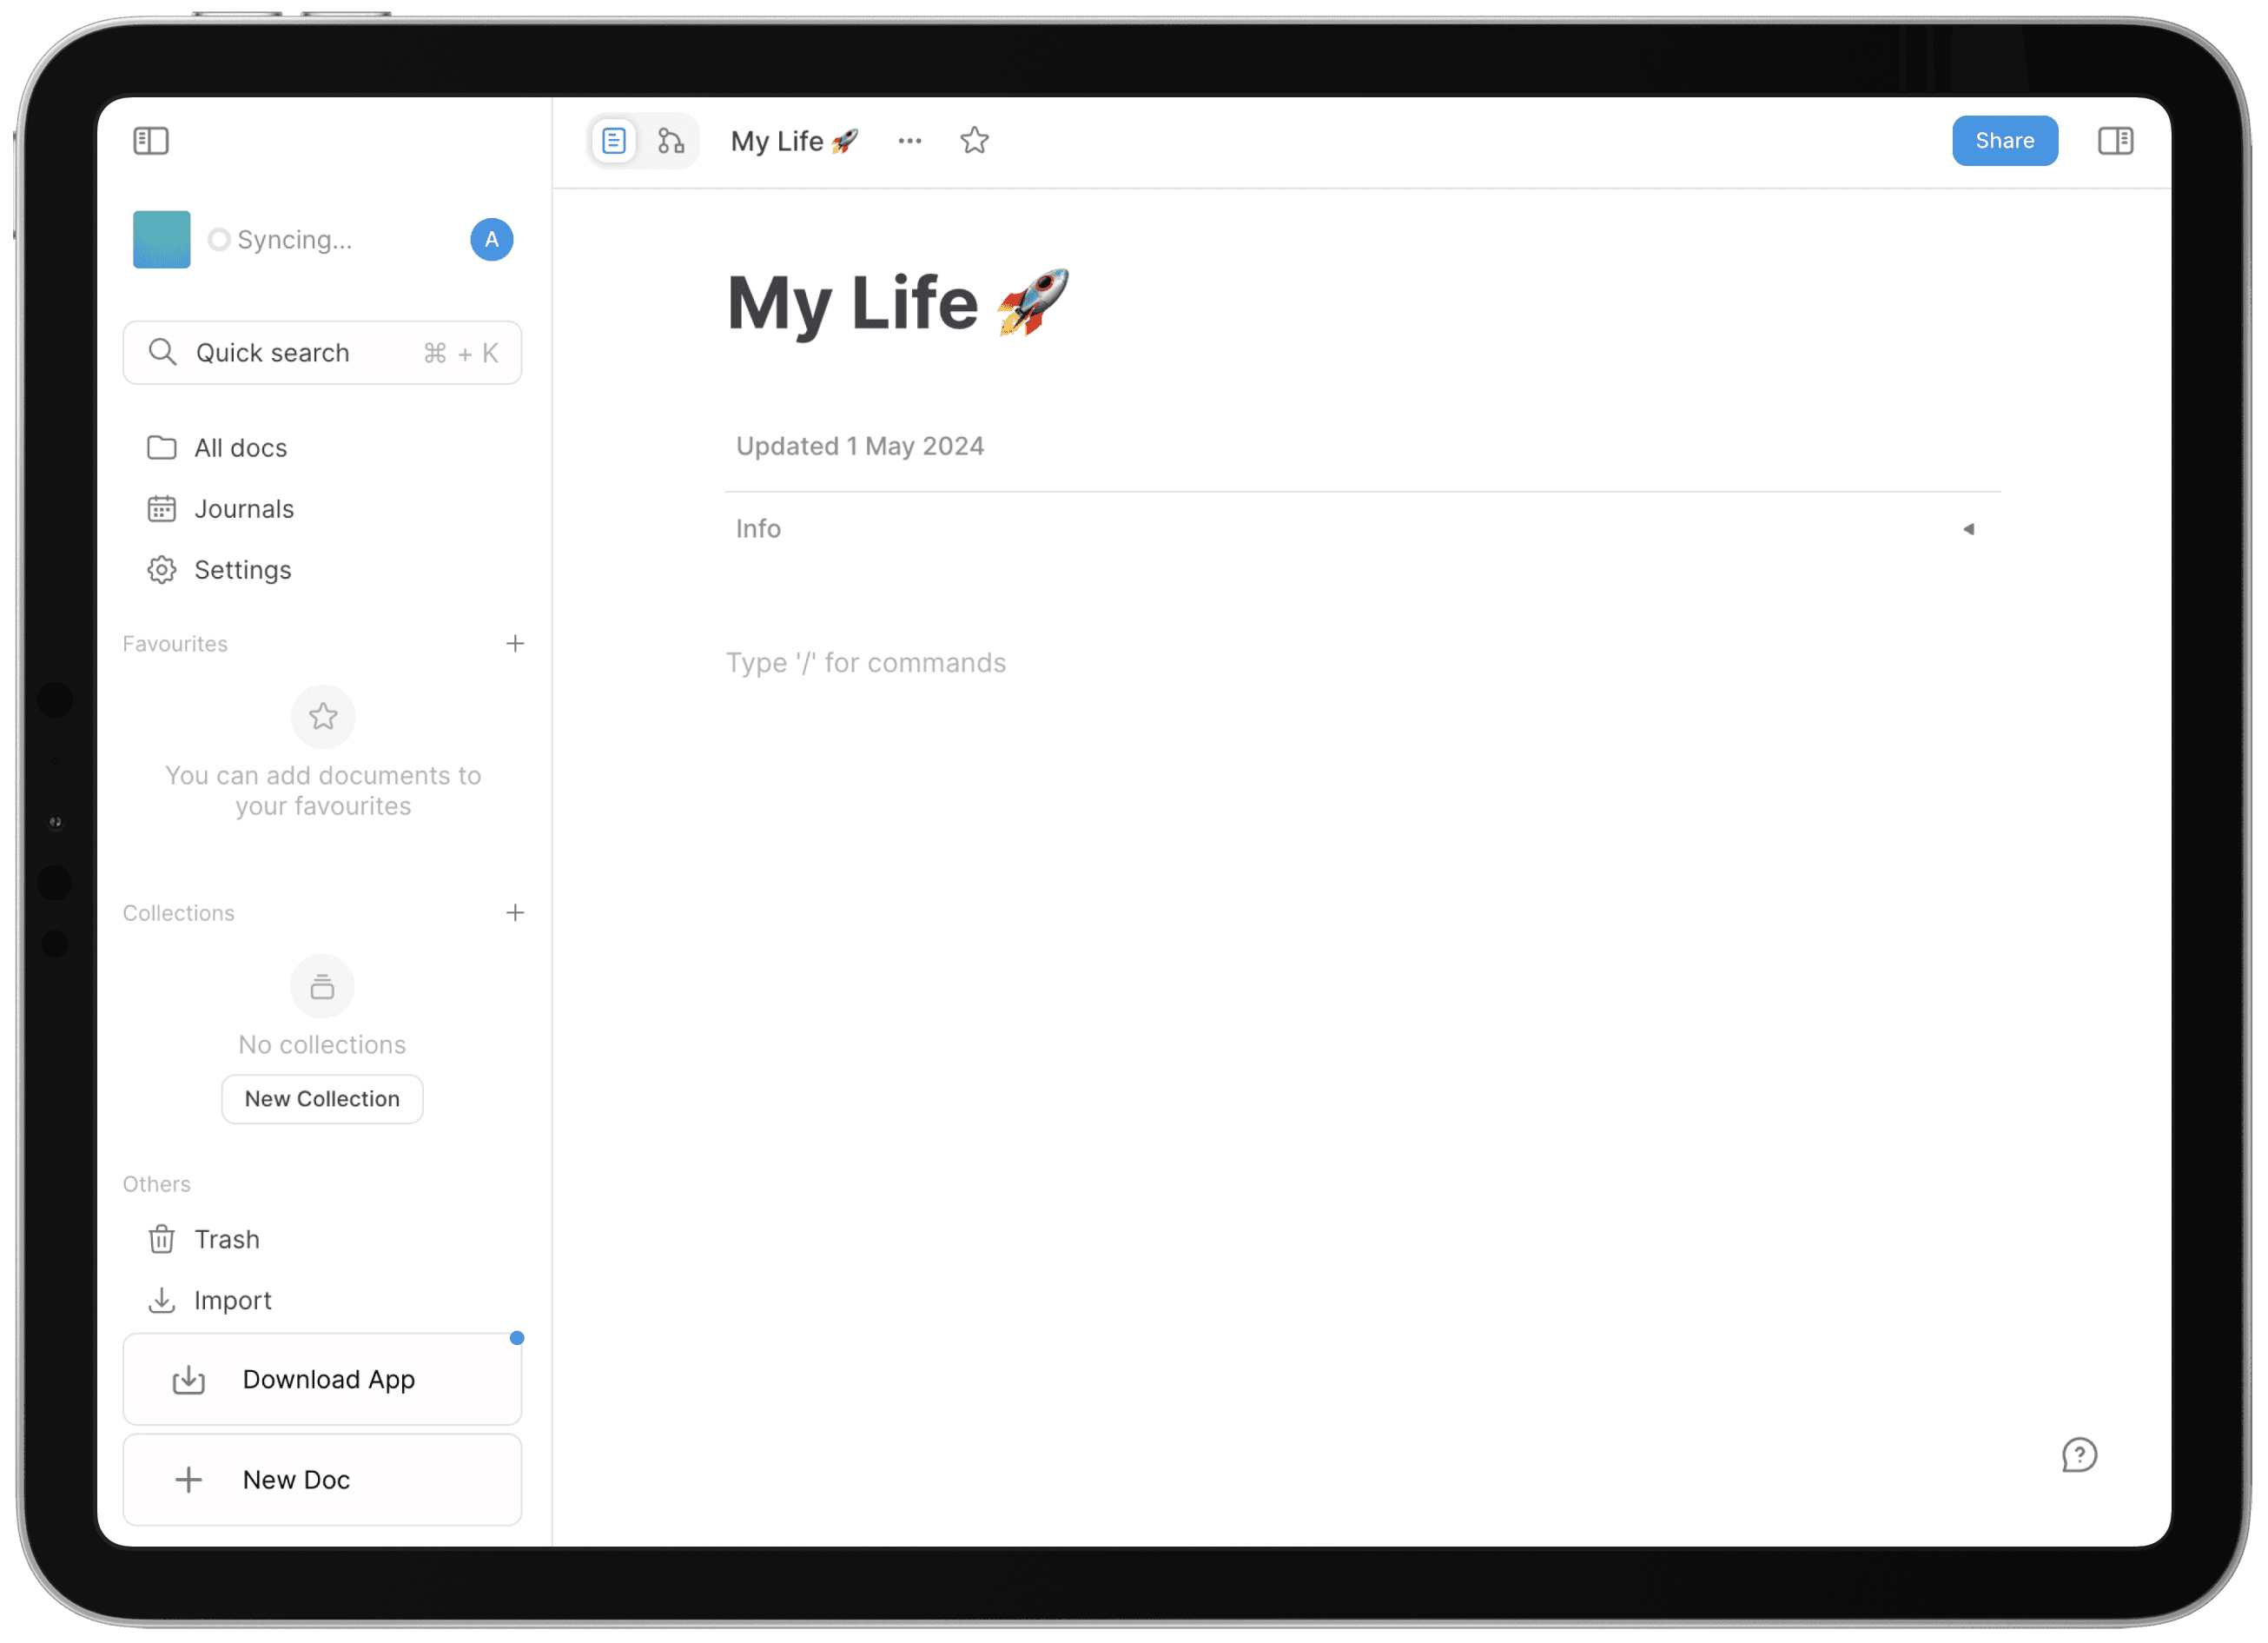 Syncing...
A
Quick search ⌘ + K
All docs
Journals
Settings
Favourites
You can add documents to
your favourites
Collections
No collections
New Collection
Others
Trash
Import
Download App
New Doc
My Life 🚀
Share
My Life 🚀
Updated 1 May 2024
Info
Type '/' for commands